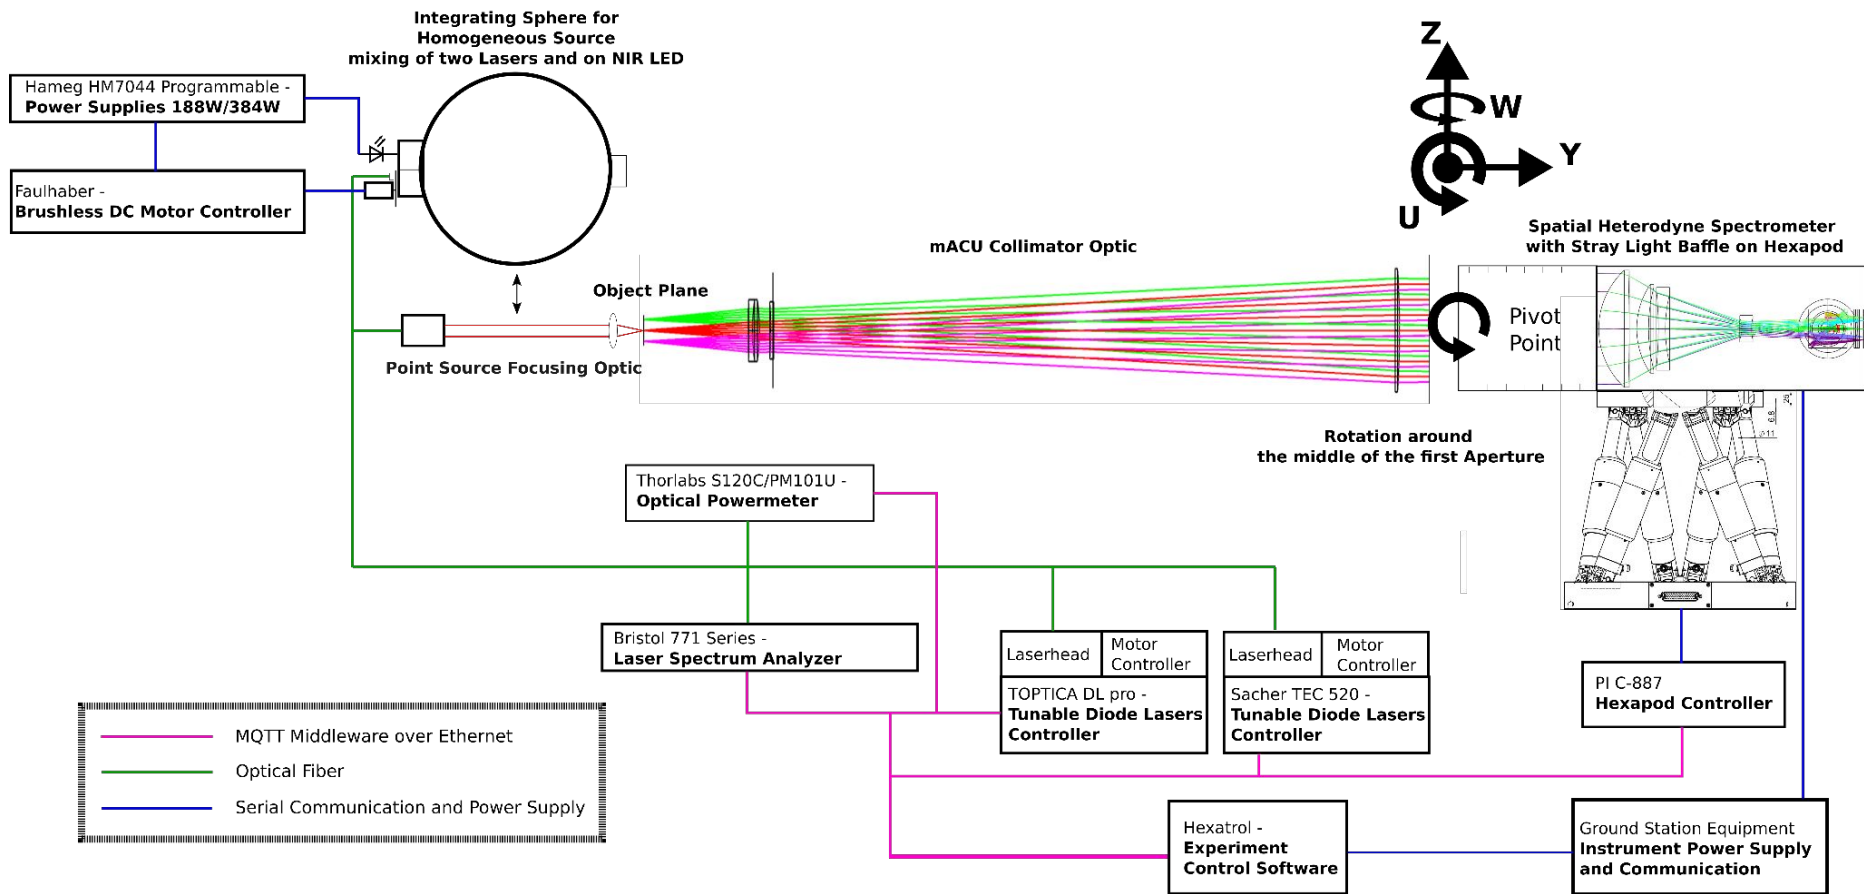 Integrating Sphere for
Homogeneous Source
mixing of two Lasers and on NIR LED
Hameg HM7044 Programmable -
Power Supplies 188W/384W
Faulhaber -
Brushless DC Motor Controller
Z
W
Y
U
Spatial Heterodyne Spectrometer
with Stray Light Baffle on Hexapod
mACU Collimator Optic
Object Plane
Point Source Focusing Optic
Pivot
Point
Rotation around
the middle of the first Aperture
26
6.8
11
Thorlabs S120C/PM101U -
Optical Powermeter
Bristol 771 Series -
Laser Spectrum Analyzer
Laserhead
Motor
Controller
TOPTICA DL pro -
Tunable Diode Lasers
Controller
Laserhead
Motor
Controller
Sacher TEC 520 -
Tunable Diode Lasers
Controller
PI C-887
Hexapod Controller
MQTT Middleware over Ethernet
Optical Fiber
Serial Communication and Power Supply
Hexatrol -
Experiment
Control Software
Ground Station Equipment
Instrument Power Supply
and Communication